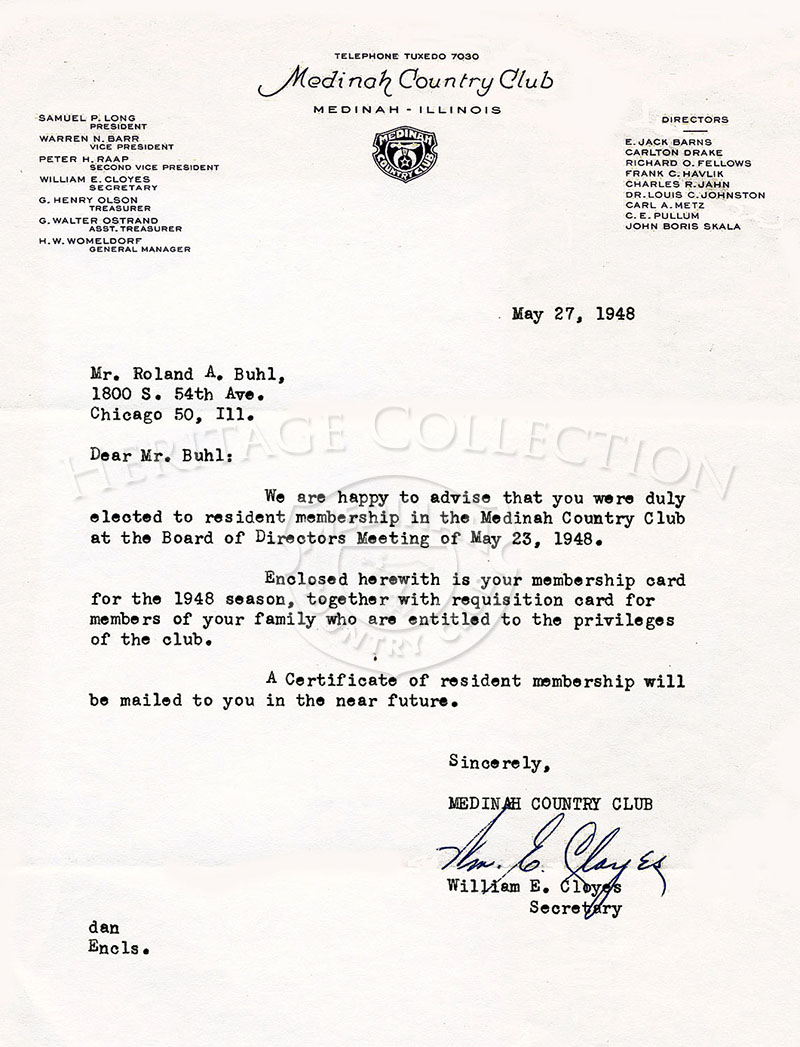 TELEPHONE TUXEDO 7030
Medinah Country Club
MEDINAH - ILLINOIS
MEDINAH
COUNTRY CLUB
SAMUEL P. LONG
PRESIDENT
WARREN N. BARR
VICE PRESIDENT
PETER H. RAAP
SECOND VICE PRESIDENT
WILLIAM E. CLOYES
SECRETARY
G. HENRY OLSON
TREASURER
G. WALTER OSTRAND
ASST. TREASURER
H. W. WOMELDORF
GENERAL MANAGER
DIRECTORS
E. JACK BARNS
CARLTON DRAKE
RICHARD O. FELLOWS
FRANK C. HAVLIK
CHARLES R. JAHN
DR. LOUIS C. JOHNSTON
CARL A. METZ
C. E. PULLUM
JOHN BORIS SKALA
May 27, 1948
Mr. Roland A. Buhl,
1800 S. 54th Ave.
Chicago 50, Ill.
HERITAGE COLLECTION
Dear Mr. Buhl:
We are happy to advise that you were duly
elected to resident membership in the Medinah Country Club
at the Board of Directors Meeting of May 23, 1948.
MEDINAH
COUNTRY CLUB
Enclosed herewith is your membership card
for the 1948 season, together with requisition card for
members of your family who are entitled to the privileges
of the club.
A Certificate of resident membership will
be mailed to you in the near future.
Sincerely,
MEDINAH COUNTRY CLUB
Wm. E. Cloyes
William E. Cloyes
Secretary
dan
Encls.